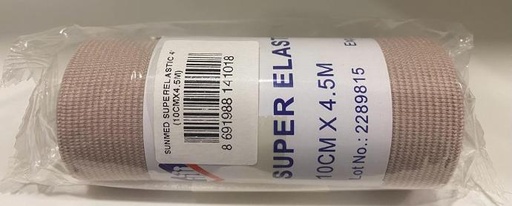 SUNMED SUPERELASTIC 4"
(10CMX4.5M)
8 691988 141018
SUPER ELAST
10CM X 4.5M
Lot No.: 2289815